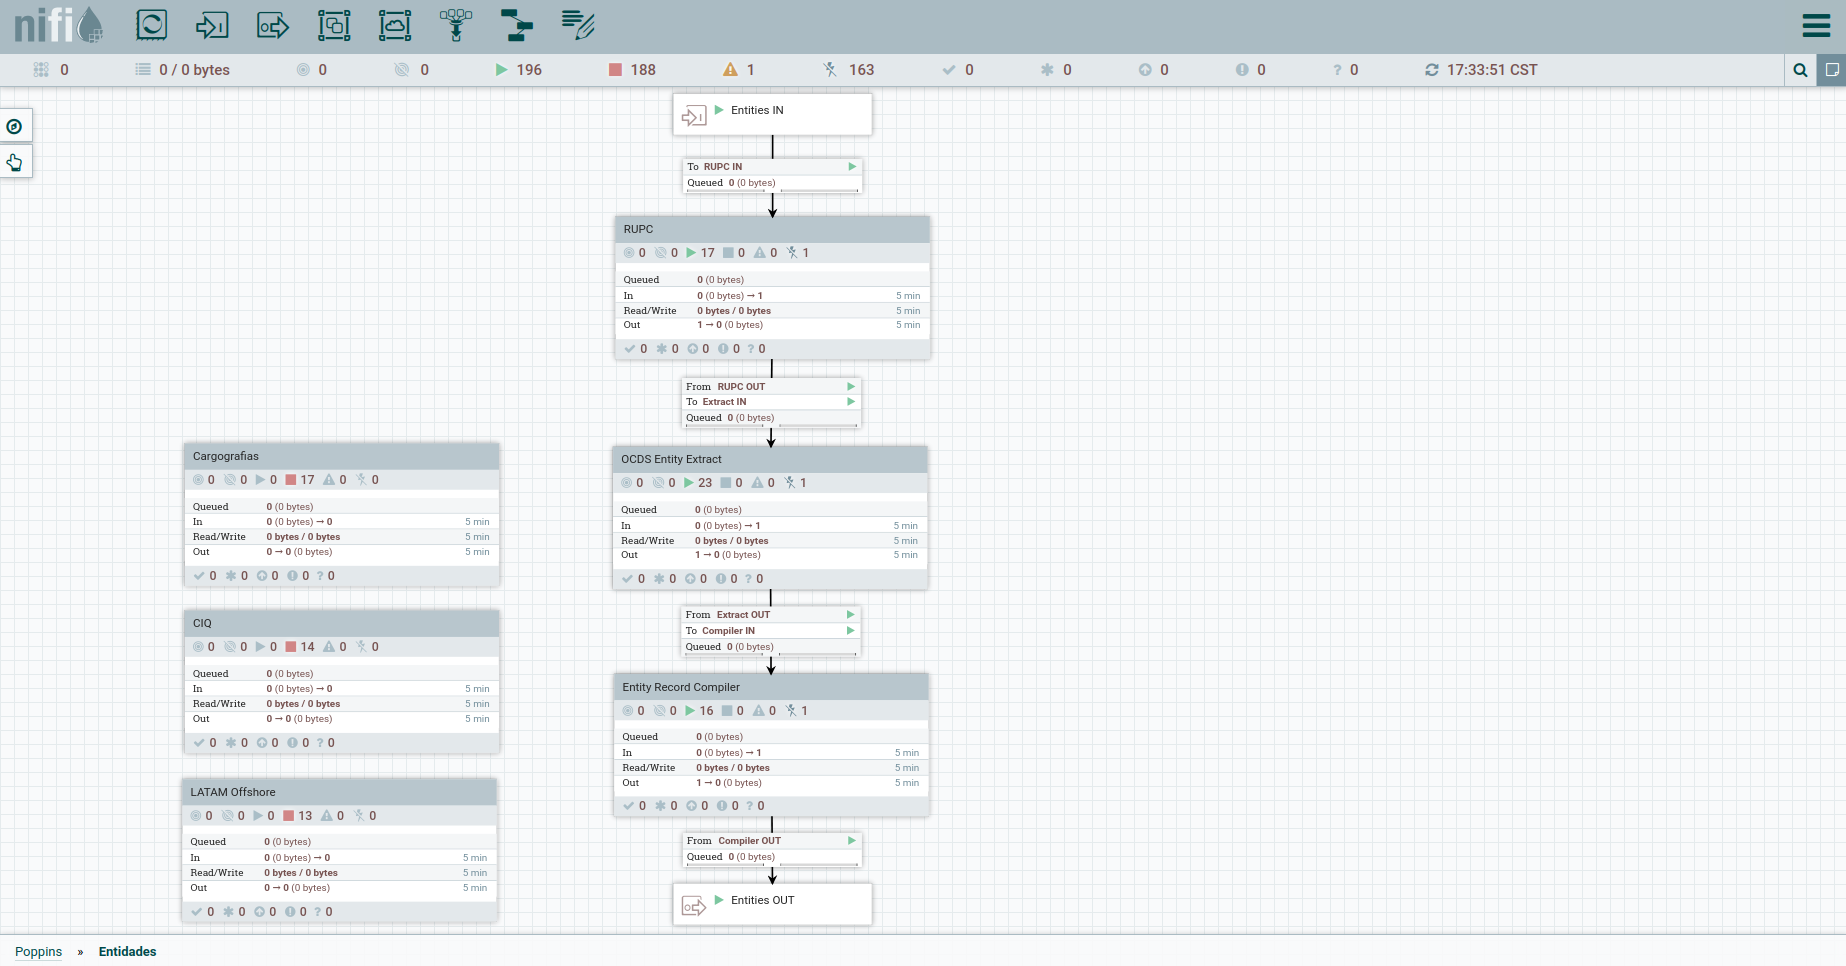 nifi
0 0 / 0 bytes 0 0 196 188 1 163 0 0 0 0 ? 0 17:33:51 CST
Entities IN
To RUPC IN
Queued 0 (0 bytes)
RUPC
0 0 17 0 0 1
Queued 0 (0 bytes)
In 0 (0 bytes) → 1 5 min
Read/Write 0 bytes / 0 bytes 5 min
Out 1 → 0 (0 bytes) 5 min
0 0 0 0 ? 0
From RUPC OUT
To Extract IN
Queued 0 (0 bytes)
OCDS Entity Extract
0 0 23 0 0 1
Queued 0 (0 bytes)
In 0 (0 bytes) → 1 5 min
Read/Write 0 bytes / 0 bytes 5 min
Out 1 → 0 (0 bytes) 5 min
0 0 0 0 ? 0
From Extract OUT
To Compiler IN
Queued 0 (0 bytes)
Entity Record Compiler
0 0 16 0 0 1
Queued 0 (0 bytes)
In 0 (0 bytes) → 1 5 min
Read/Write 0 bytes / 0 bytes 5 min
Out 1 → 0 (0 bytes) 5 min
0 0 0 0 ? 0
From Compiler OUT
Queued 0 (0 bytes)
Entities OUT
Cargografias
0 0 0 17 0 0
Queued 0 (0 bytes)
In 0 (0 bytes) → 0 5 min
Read/Write 0 bytes / 0 bytes 5 min
Out 0 → 0 (0 bytes) 5 min
0 0 0 0 ? 0
CIQ
0 0 0 14 0 0
Queued 0 (0 bytes)
In 0 (0 bytes) → 0 5 min
Read/Write 0 bytes / 0 bytes 5 min
Out 0 → 0 (0 bytes) 5 min
0 0 0 0 ? 0
LATAM Offshore
0 0 0 13 0 0
Queued 0 (0 bytes)
In 0 (0 bytes) → 0 5 min
Read/Write 0 bytes / 0 bytes 5 min
Out 0 → 0 (0 bytes) 5 min
0 0 0 0 ? 0
Poppins » Entidades